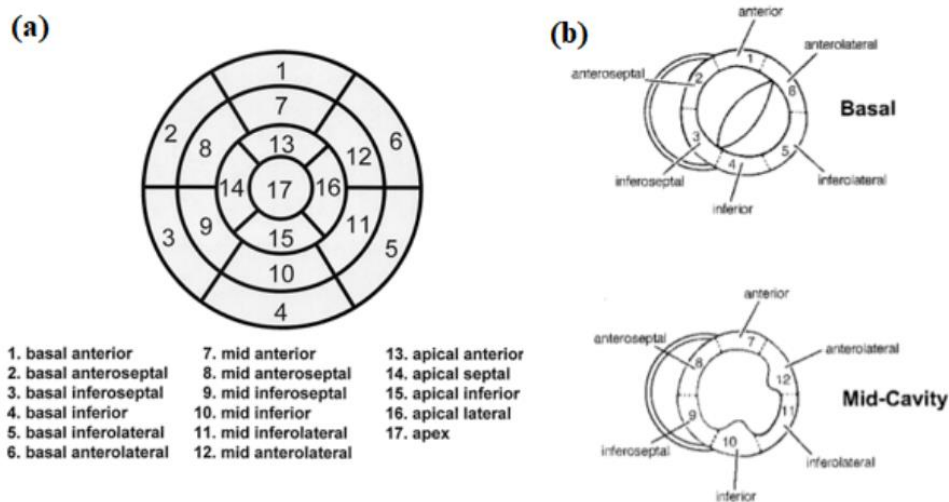 (a)
1
7
2
8
13
12
6
14
17
16
3
9
15
11
5
10
4
1. basal anterior
2. basal anteroseptal
3. basal inferoseptal
4. basal inferior
5. basal inferolateral
6. basal anterolateral
7. mid anterior
8. mid anteroseptal
9. mid inferoseptal
10. mid inferior
11. mid inferolateral
12. mid anterolateral
13. apical anterior
14. apical septal
15. apical inferior
16. apical lateral
17. apex
(b)
anterior
anterolateral
anteroseptal
1
2
6
Basal
3
4
5
inferoseptal
inferolateral
inferior
anterior
anteroseptal
anterolateral
7
8
12
Mid-Cavity
9
10
11
inferoseptal
inferolateral
inferior